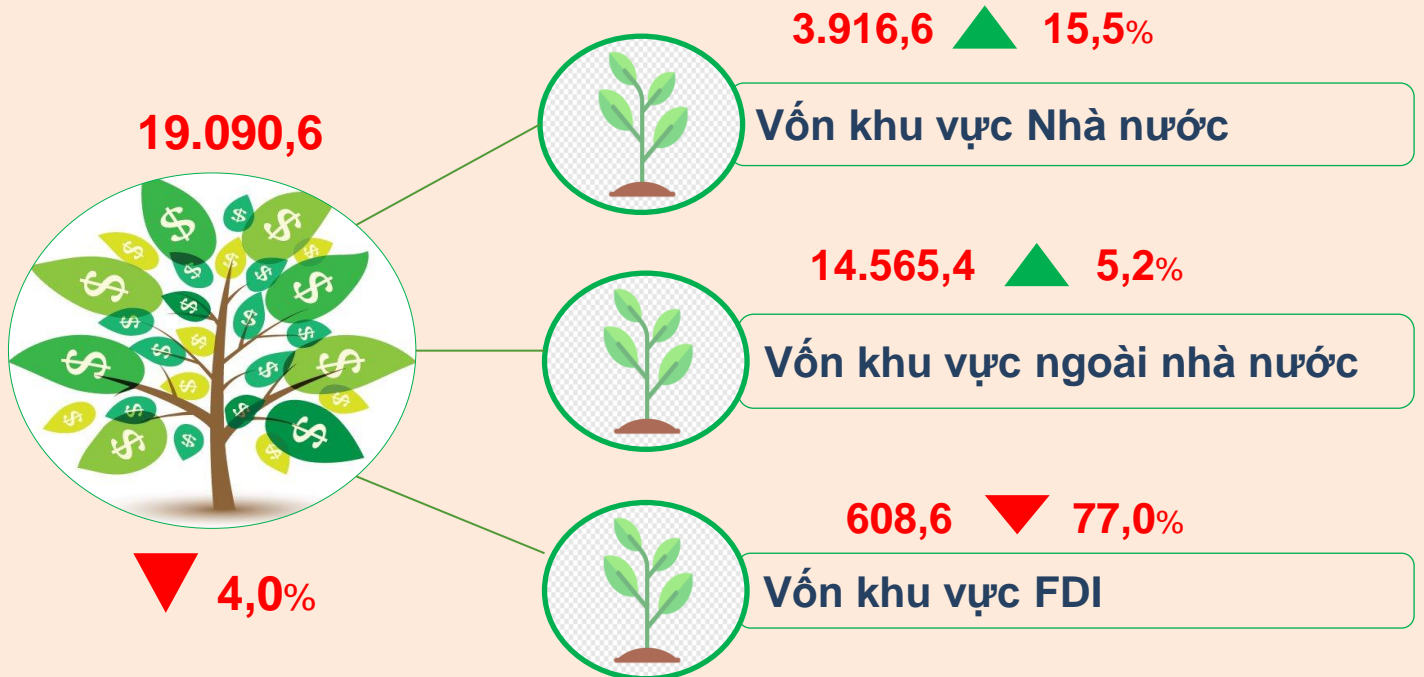 19.090,6
4,0%
3.916,6 15,5%
Vốn khu vực Nhà nước
14.565,4 5,2%
Vốn khu vực ngoài nhà nước
608,6 77,0%
Vốn khu vực FDI